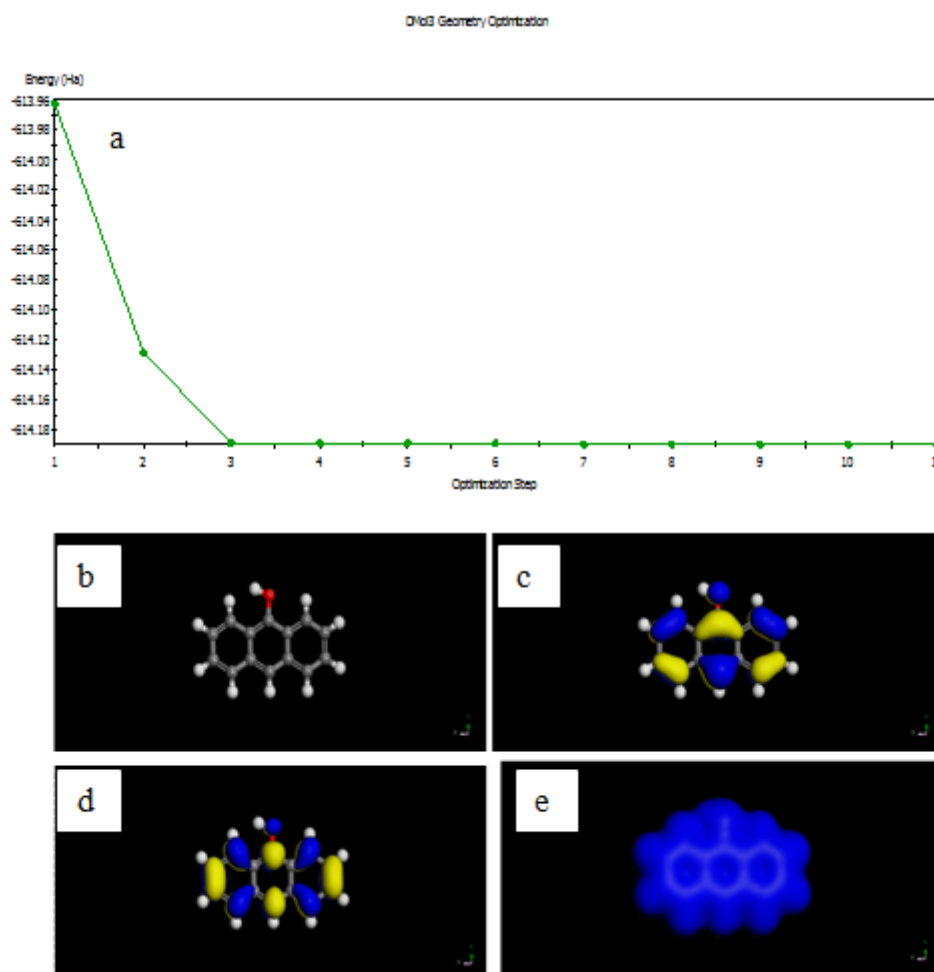 DMol3 Geometry Optimization
Energy (Ha)
-613.96
-613.98
-614.00
-614.02
-614.04
-614.06
-614.08
-614.10
-614.12
-614.14
-614.16
-614.18
a
1 2 3 4 5 6 7 8 9 10 1
Optimization Step
b
c
d
e